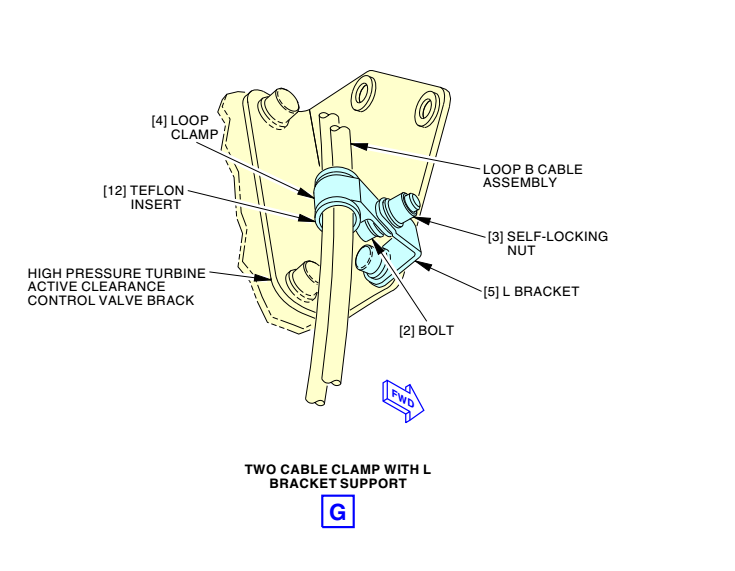 [4] LOOP
CLAMP
[12] TEFLON
INSERT
HIGH PRESSURE TURBINE
ACTIVE CLEARANCE
CONTROL VALVE BRACK
LOOP B CABLE
ASSEMBLY
[3] SELF-LOCKING
NUT
[5] L BRACKET
[2] BOLT
FWD
TWO CABLE CLAMP WITH L
BRACKET SUPPORT
G